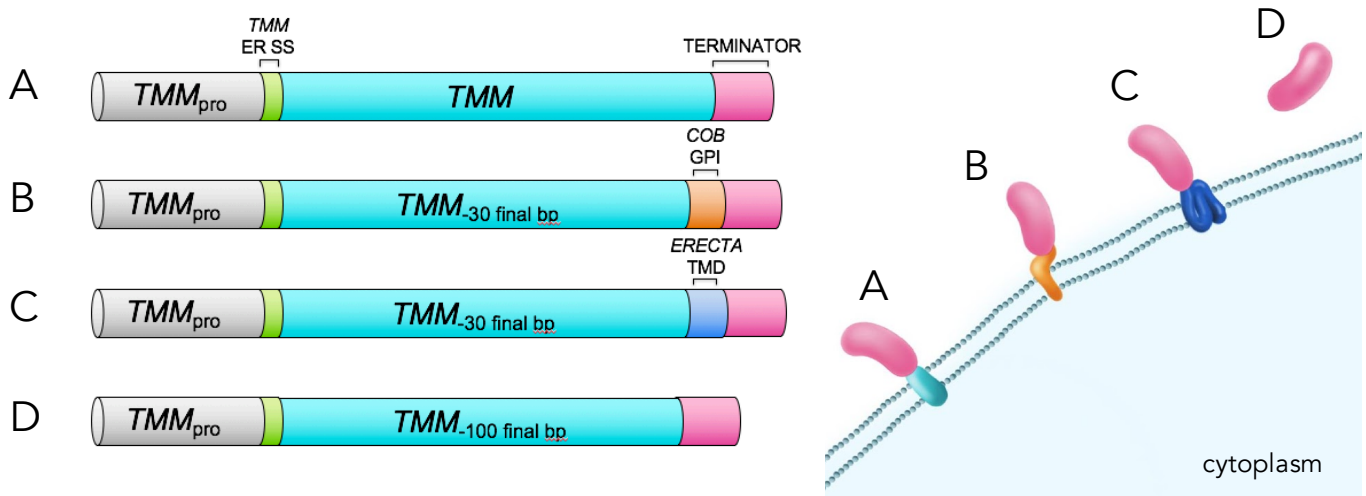 TMM
ER SS
TERMINATOR
A
TMMpro
TMM
COB
GPI
B
TMMpro
TMM-30 final bp
ERECTA
TMD
C
TMMpro
TMM-30 final bp
D
TMMpro
TMM-100 final bp
D
C
B
A
cytoplasm